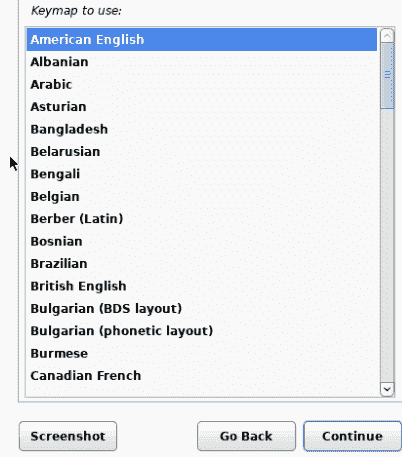 Keymap to use:
American English
Albanian
Arabic
Asturian
Bangladesh
Belarusian
Bengali
Belgian
Berber (Latin)
Bosnian
Brazilian
British English
Bulgarian (BDS layout)
Bulgarian (phonetic layout)
Burmese
Canadian French
Screenshot
Go Back
Continue